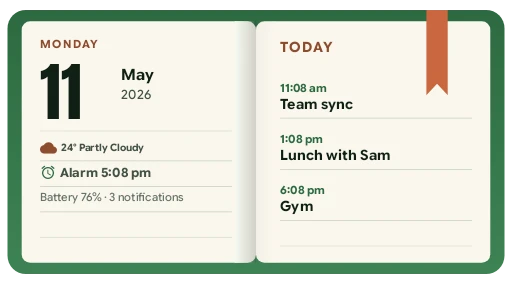 MONDAY
11
May
2026
24° Partly Cloudy
Alarm 5:08 pm
Battery 76% · 3 notifications
TODAY
11:08 am
Team sync
1:08 pm
Lunch with Sam
6:08 pm
Gym